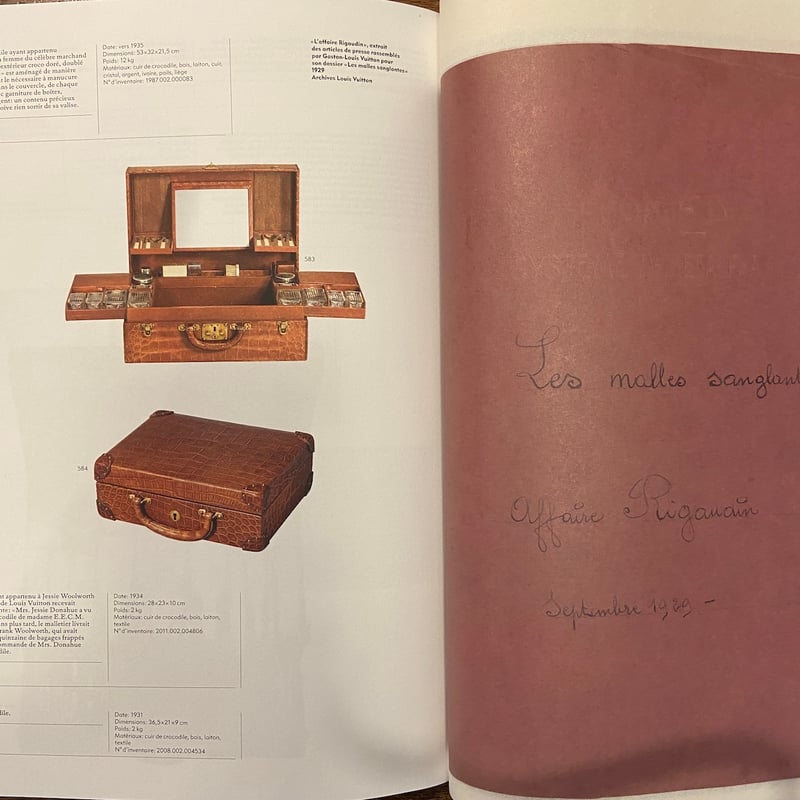 ile ayant appartenu
femme du célèbre marchand
extérieur croco doré, doublé
est aménagé de manière
t le nécessaire à manucure
ns le couvercle, de chaque
garniture de boîtes,
gent: un contenu précieux
rien sortir de sa valise.
Date: vers 1935
Dimensions: 53×32×21,5 cm
Poids: 12 kg
Matériaux: cuir de crocodile, bois, laiton, cuir,
cristal, argent, ivoire, poils, liège
N° d'inventaire: 1987.002.000083
«L'affaire Rigaudin», extrait
des articles de presse rassemblés
par Gaston-Louis Vuitton pour
son dossier «Les malles sanglantes»
1929
Archives Louis Vuitton
583
584
nt appartenu à Jessie Woolworth
de Louis Vuitton recevait
nte: «Mrs. Jessie Donahue a vu
codile de madame E.E.C.M.
ns plus tard, le malletier livrait
rank Woolworth, qui avait
quinzaine de bagages frappés
ommande de Mrs. Donahue
dile.
Date: 1934
Dimensions: 28×23×10 cm
Poids: 2 kg
Matériaux: cuir de crocodile, bois, laiton,
textile
N° d'inventaire: 2011.002.004806
dile.
Date: 1931
Dimensions: 36,5×21×9 cm
Poids: 2 kg
Matériaux: cuir de crocodile, bois, laiton,
textile
N° d'inventaire: 2008.002.004534
Les malles sanglant
Affaire Rigaudin
Septembre 1929 -